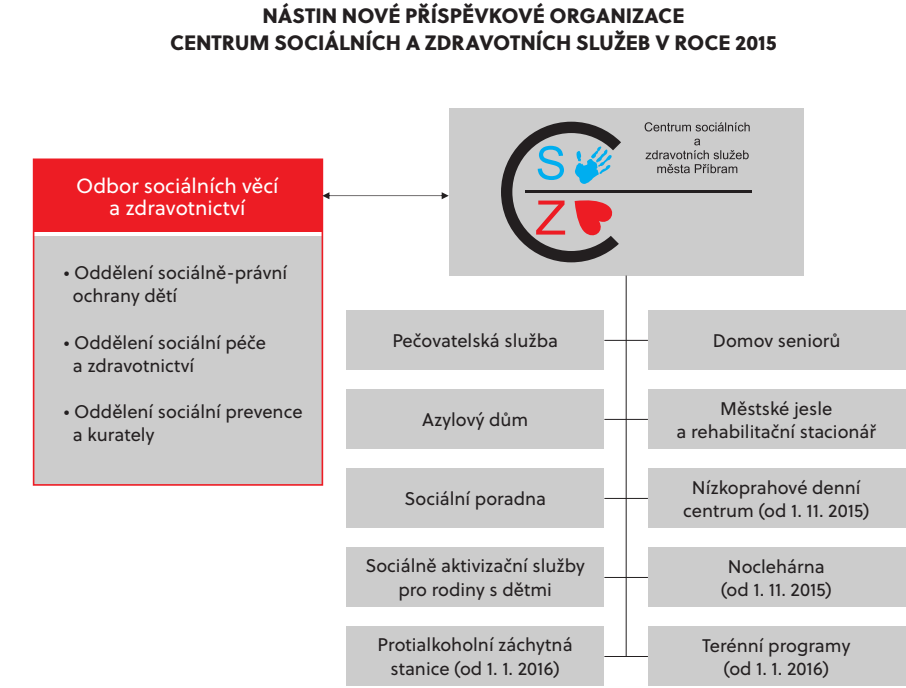 NÁSTIN NOVÉ PŘÍSPĚVKOVÉ ORGANIZACE
CENTRUM SOCIÁLNÍCH A ZDRAVOTNÍCH SLUŽEB V ROCE 2015
Centrum sociálních
a
zdravotních služeb
města Příbram
S
Z
Odbor sociálních věcí
a zdravotnictví
• Oddělení sociálně-právní
ochrany dětí
• Oddělení sociální péče
a zdravotnictví
• Oddělení sociální prevence
a kurately
Pečovatelská služba
Domov seniorů
Azylový dům
Městské jesle
a rehabilitační stacionář
Sociální poradna
Nízkoprahové denní
centrum (od 1. 11. 2015)
Sociálně aktivizační služby
pro rodiny s dětmi
Noclehárna
(od 1. 11. 2015)
Protialkoholní záchytná
stanice (od 1. 1. 2016)
Terénní programy
(od 1. 1. 2016)